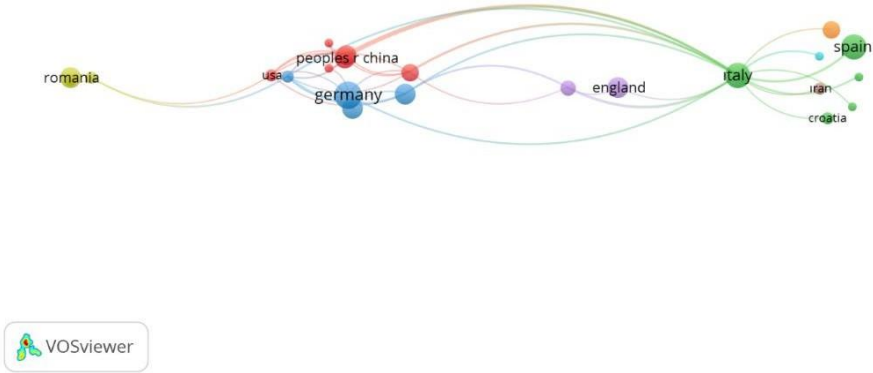 romania
usa
peoples r china
germany
england
italy
spain
iran
croatia
VOSviewer